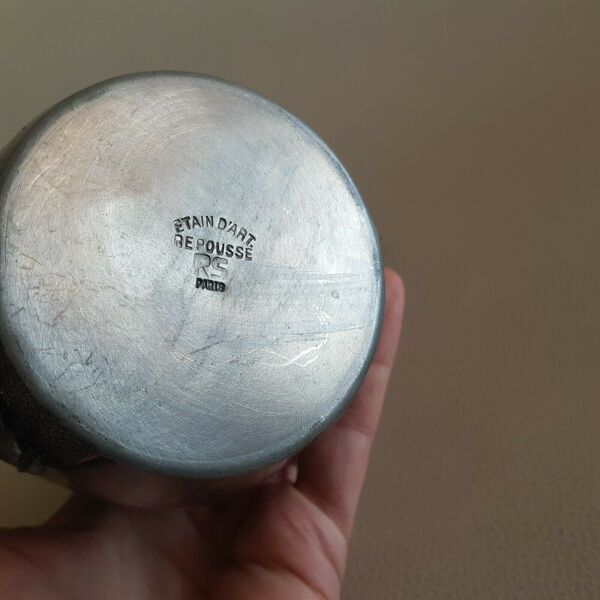 ETAIN D'ART.
REPOUSSÉ
RS
PARIS